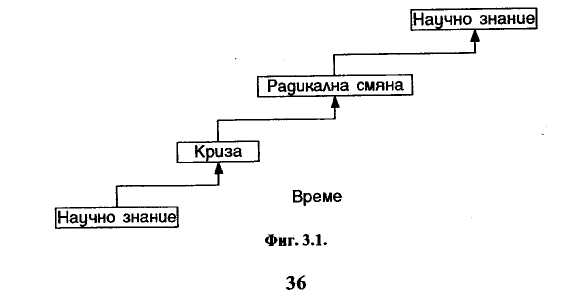 Научно знание
Радикална смяна
Криза
Научно знание
Време
Фиг. 3.1.
36